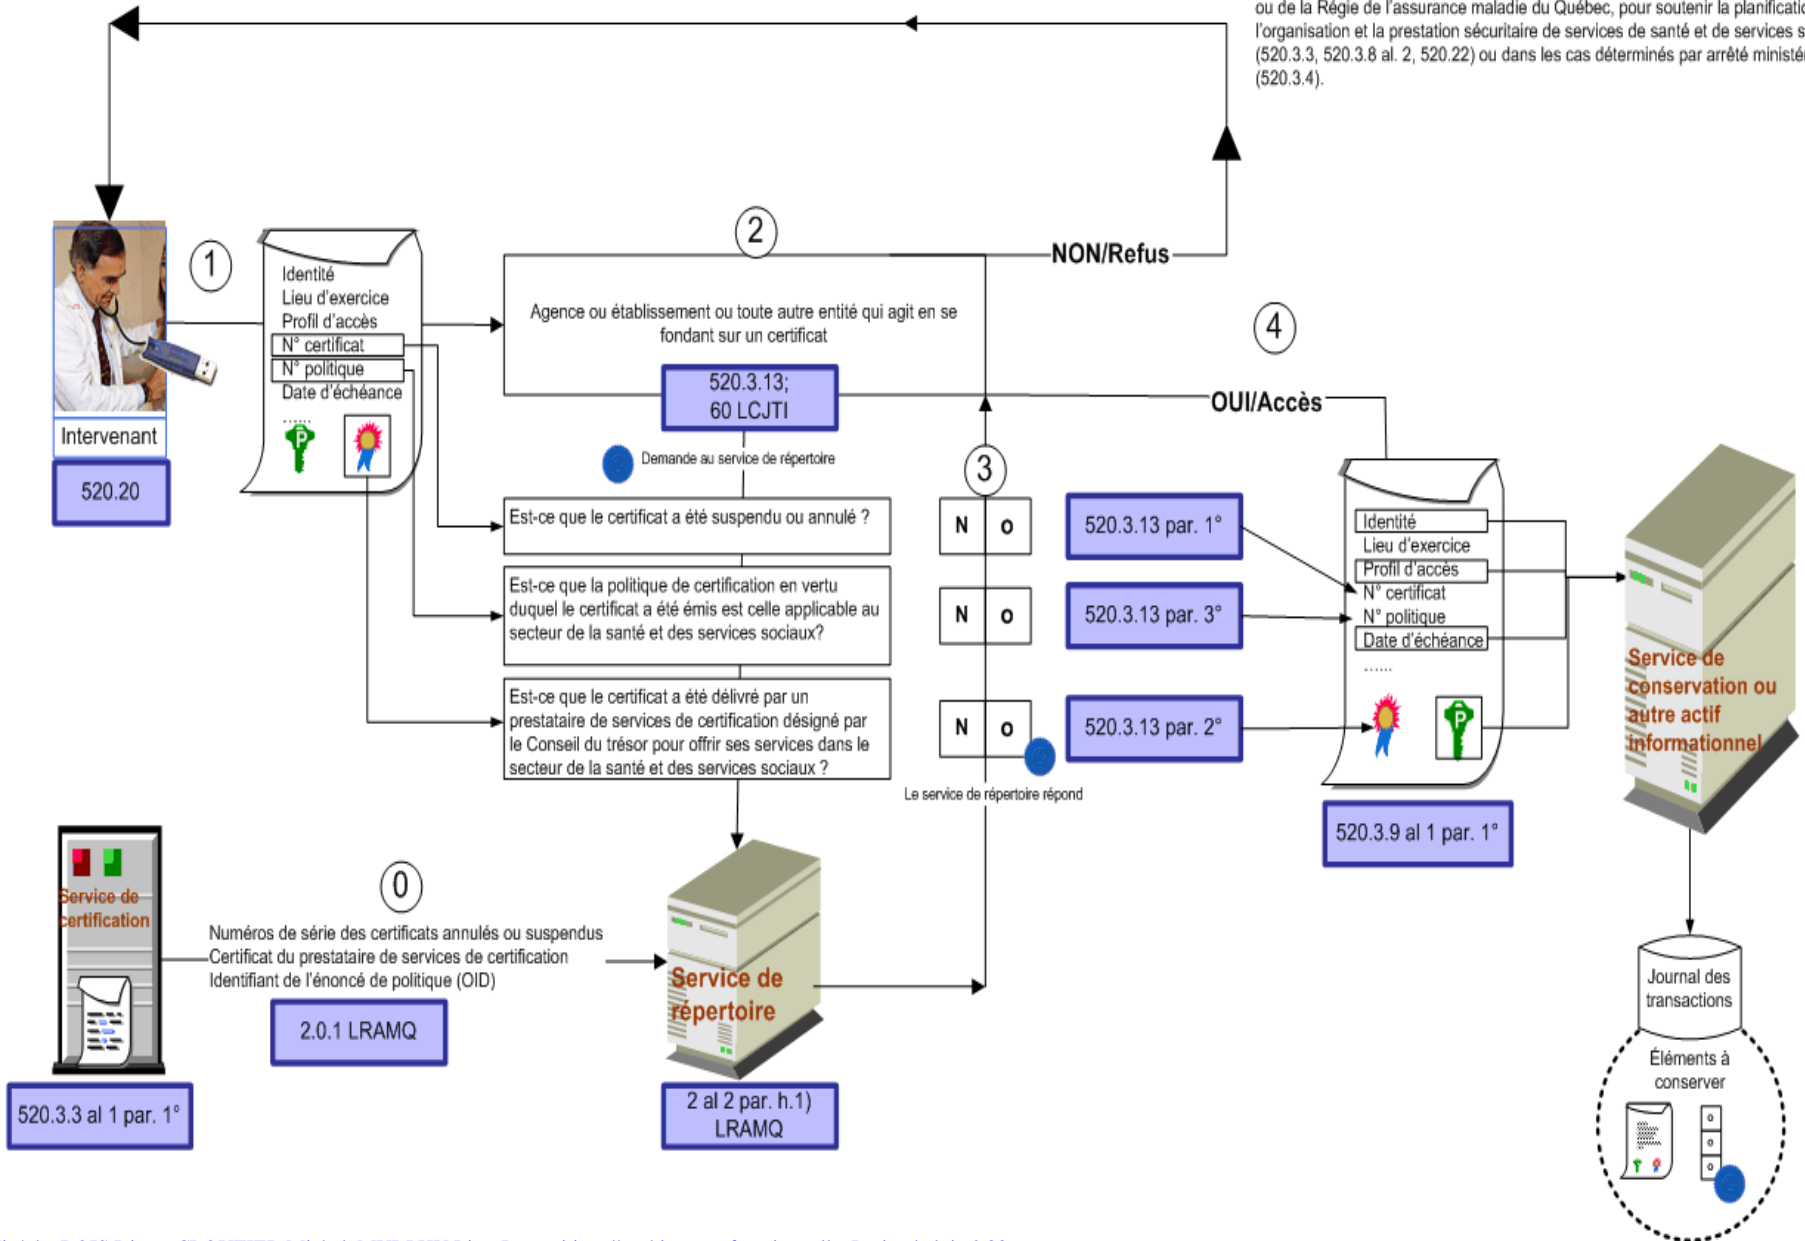 ou de la Régie de l'assurance maladie du Québec, pour soutenir la
l'organisation et la prestation sécuritaire de services de santé et de services
(520.3.3, 520.3.8 al. 2, 520.22) ou dans les cas déterminés par arrêté
(520.3.4).
2
1
NON/Refus
Identité
Lieu d'exercice
Profil d'accès
N° certificat
N° politique
Date d'échéance
......
P
Agence ou établissement ou toute autre entité qui agit en se
fondant sur un certificat
4
520.3.13;
60 LCJTI
OUI/Accès
Intervenant
520.20
Demande au service de répertoire
3
Est-ce que le certificat a été suspendu ou annulé ?
N O
520.3.13 par. 1°
Est-ce que la politique de certification en vertu
duquel le certificat a été émis est celle applicable au
secteur de la santé et des services sociaux?
N O
520.3.13 par. 3°
Est-ce que le certificat a été délivré par un
prestataire de services de certification désigné par
le Conseil du trésor pour offrir ses services dans le
secteur de la santé et des services sociaux ?
N O
520.3.13 par. 2°
Le service de répertoire répond
Identité
Lieu d'exercice
Profil d'accès
N° certificat
N° politique
Date d'échéance
......
P
520.3.9 al 1 par. 1°
Service de
conservation ou
autre actif
informationnel
Service de
certification
0
Numéros de série des certificats annulés ou suspendus
Certificat du prestataire de services de certification
Identifiant de l'énoncé de politique (OID)
2.0.1 LRAMQ
520.3.3 al 1 par. 1°
Service de
répertoire
2 al 2 par. h.1)
LRAMQ
Journal des
transactions
Éléments à
conserver
O
O
O